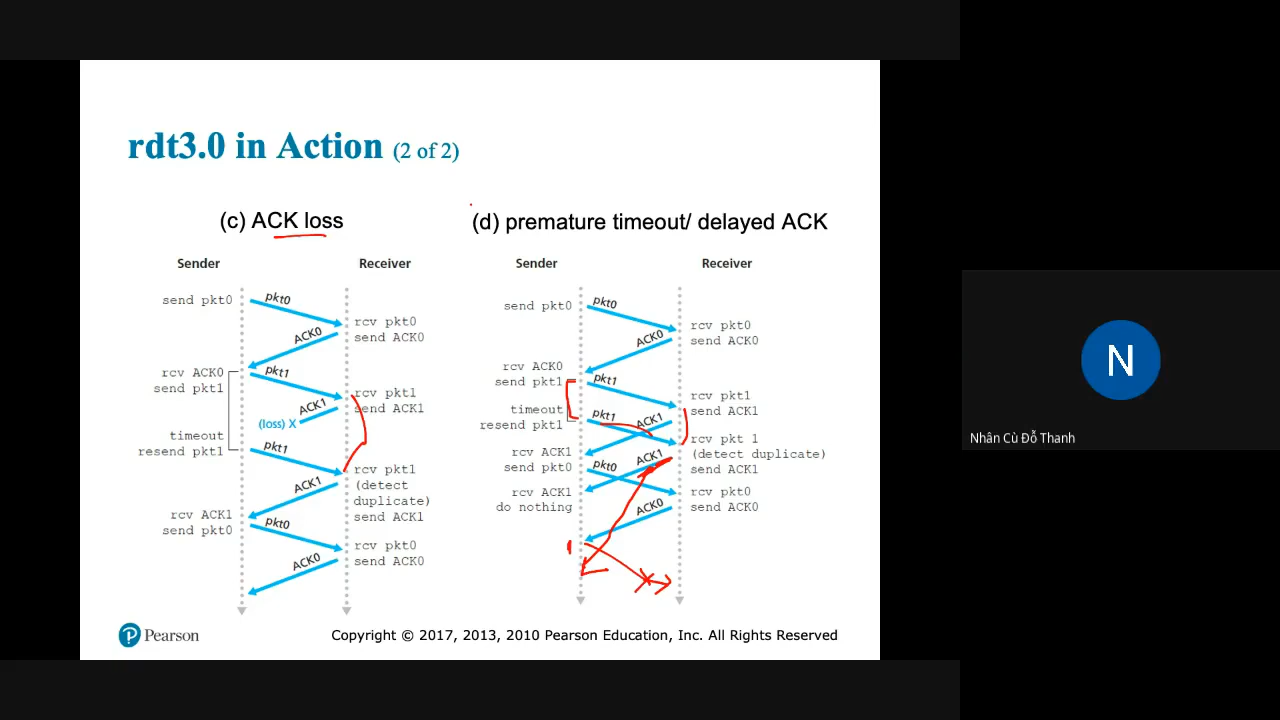 rdt3.0 in Action (2 of 2)
(c) ACK loss
Sender
Receiver
send pkt0
pkt0
rcv pkt0
send ACK0
ACK0
rcv ACK0
send pkt1
pkt1
rcv pkt1
send ACK1
ACK1
(loss) X
timeout
resend pkt1
pkt1
rcv pkt1
(detect
duplicate)
send ACK1
ACK1
rcv ACK1
send pkt0
pkt0
rcv pkt0
send ACK0
ACK0
(d) premature timeout/ delayed ACK
Sender
Receiver
send pkt0
pkt0
rcv pkt0
send ACK0
ACK0
rcv ACK0
send pkt1
pkt1
rcv pkt1
send ACK1
timeout
resend pkt1
pkt1
ACK1
rcv pkt 1
(detect duplicate)
send ACK1
rcv ACK1
send pkt0
pkt0
ACK1
rcv ACK1
do nothing
rcv pkt0
send ACK0
ACK0
P Pearson
Copyright © 2017, 2013, 2010 Pearson Education, Inc. All Rights Reserved
N
Nhân Cù Đỗ Thanh